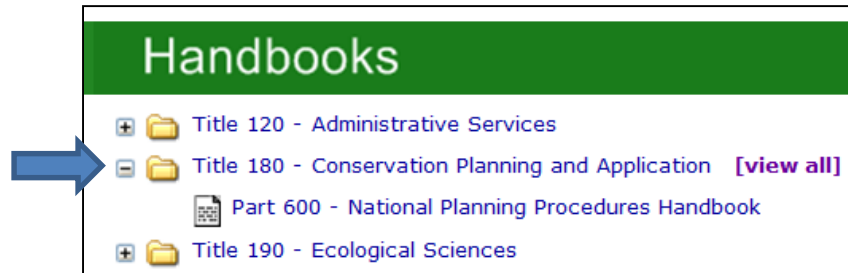 Handbooks
Title 120 - Administrative Services
Title 180 - Conservation Planning and Application [view all]
Part 600 - National Planning Procedures Handbook
Title 190 - Ecological Sciences